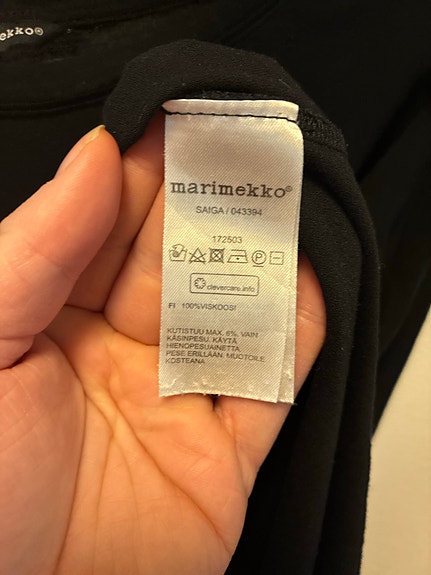 ekko®
marimekko®
SAIGA / 043394
172503
clevercare.info
FI 100%VISKOOSI
KUTISTUU MAX. 6%, VAIN
KÄSINPESU. KÄYTÄ
HIENOPESUAINETTA.
PESE ERILLÄÄN. MUOTOILE
KOSTEANA.